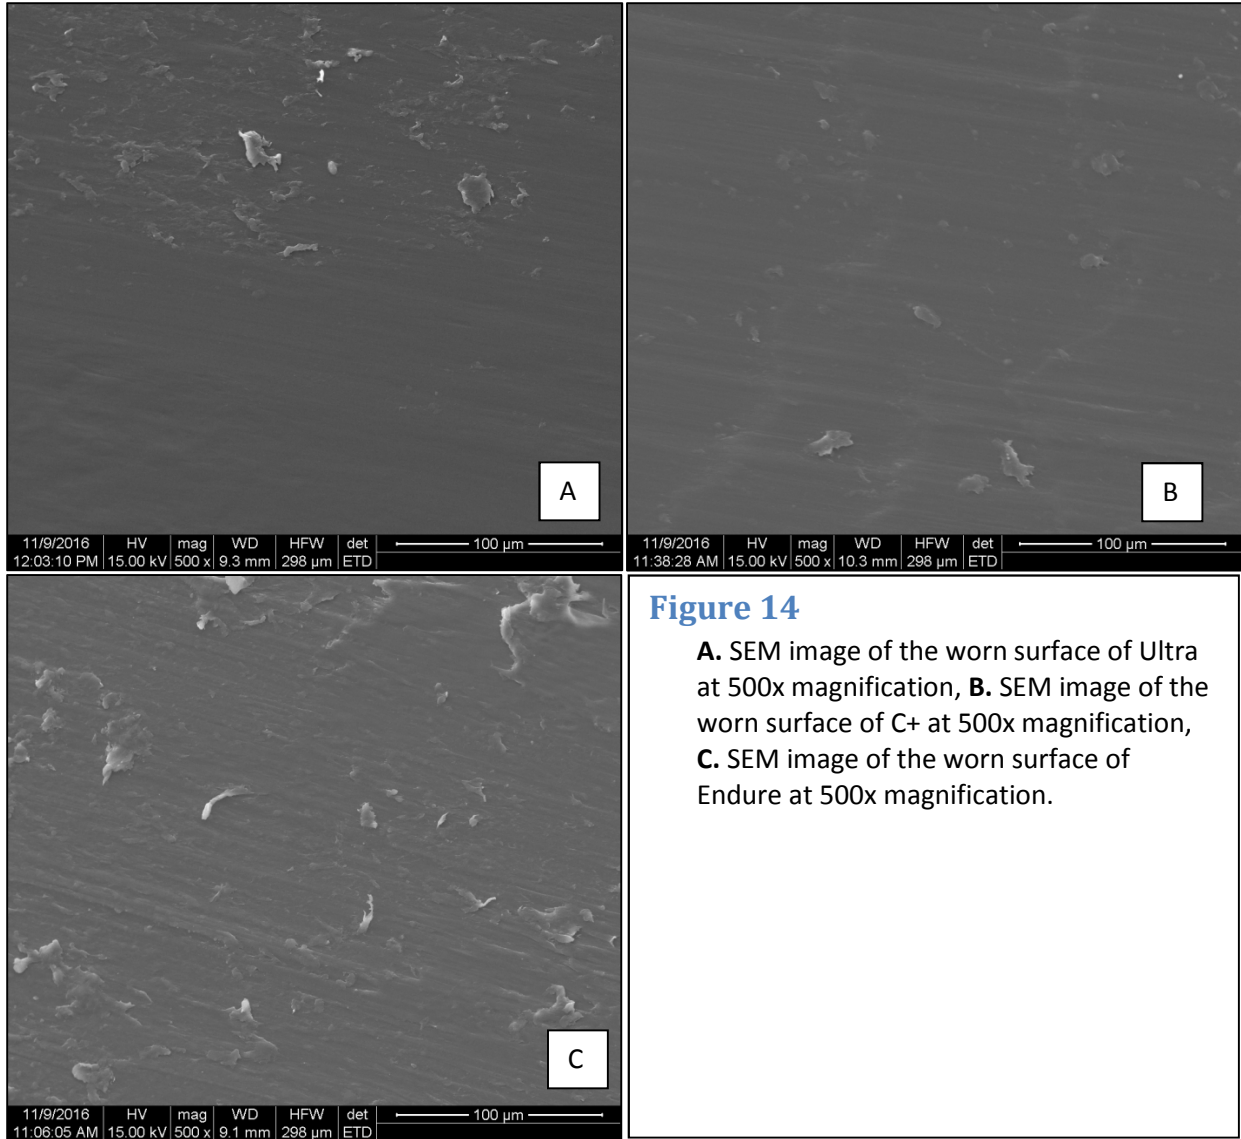 A
11/9/2016 HV mag WD HFW det
12:03:10 PM 15.00 kV 500 x 9.3 mm 298 µm ETD 100 µm
B
11/9/2016 HV mag WD HFW det
11:38:28 AM 15.00 kV 500 x 10.3 mm 298 µm ETD 100 µm
C
11/9/2016 HV mag WD HFW det
11:06:05 AM 15.00 kV 500 x 9.1 mm 298 µm ETD 100 µm
Figure 14
A. SEM image of the worn surface of Ultra
at 500x magnification, B. SEM image of the
worn surface of C+ at 500x magnification,
C. SEM image of the worn surface of
Endure at 500x magnification.